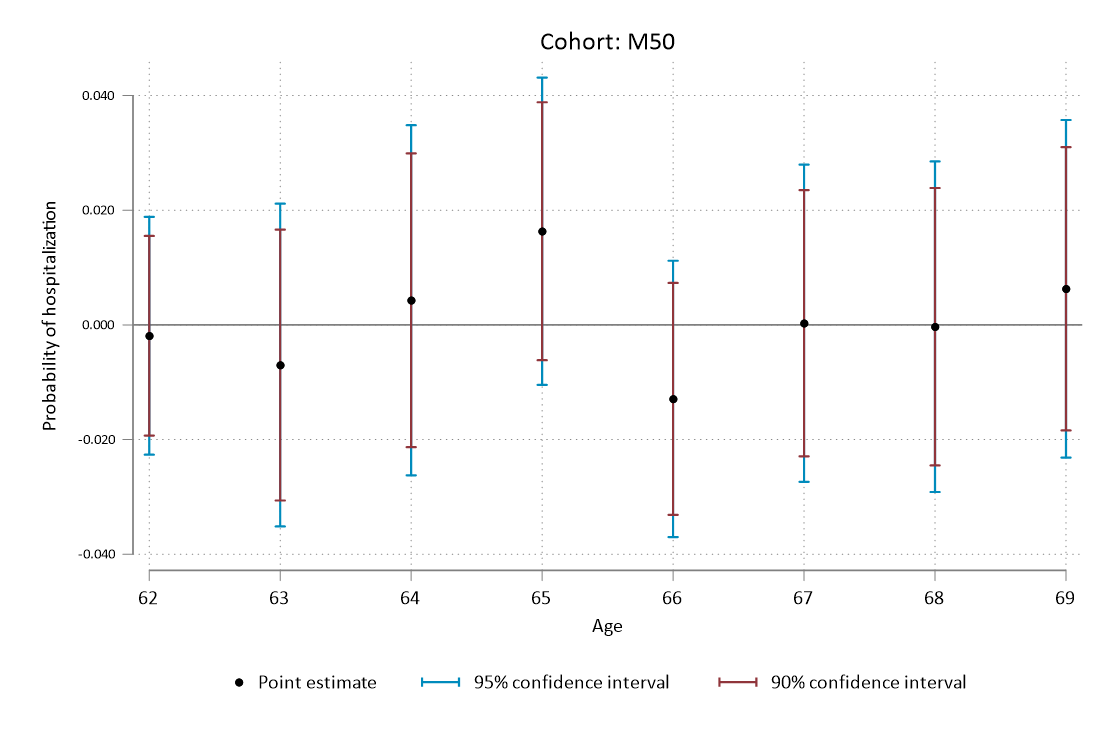 Cohort: M50
0.040
0.020
0.000
-0.020
-0.040
Probability of hospitalization
62 63 64 65 66 67 68 69
Age
Point estimate 95% confidence interval 90% confidence interval